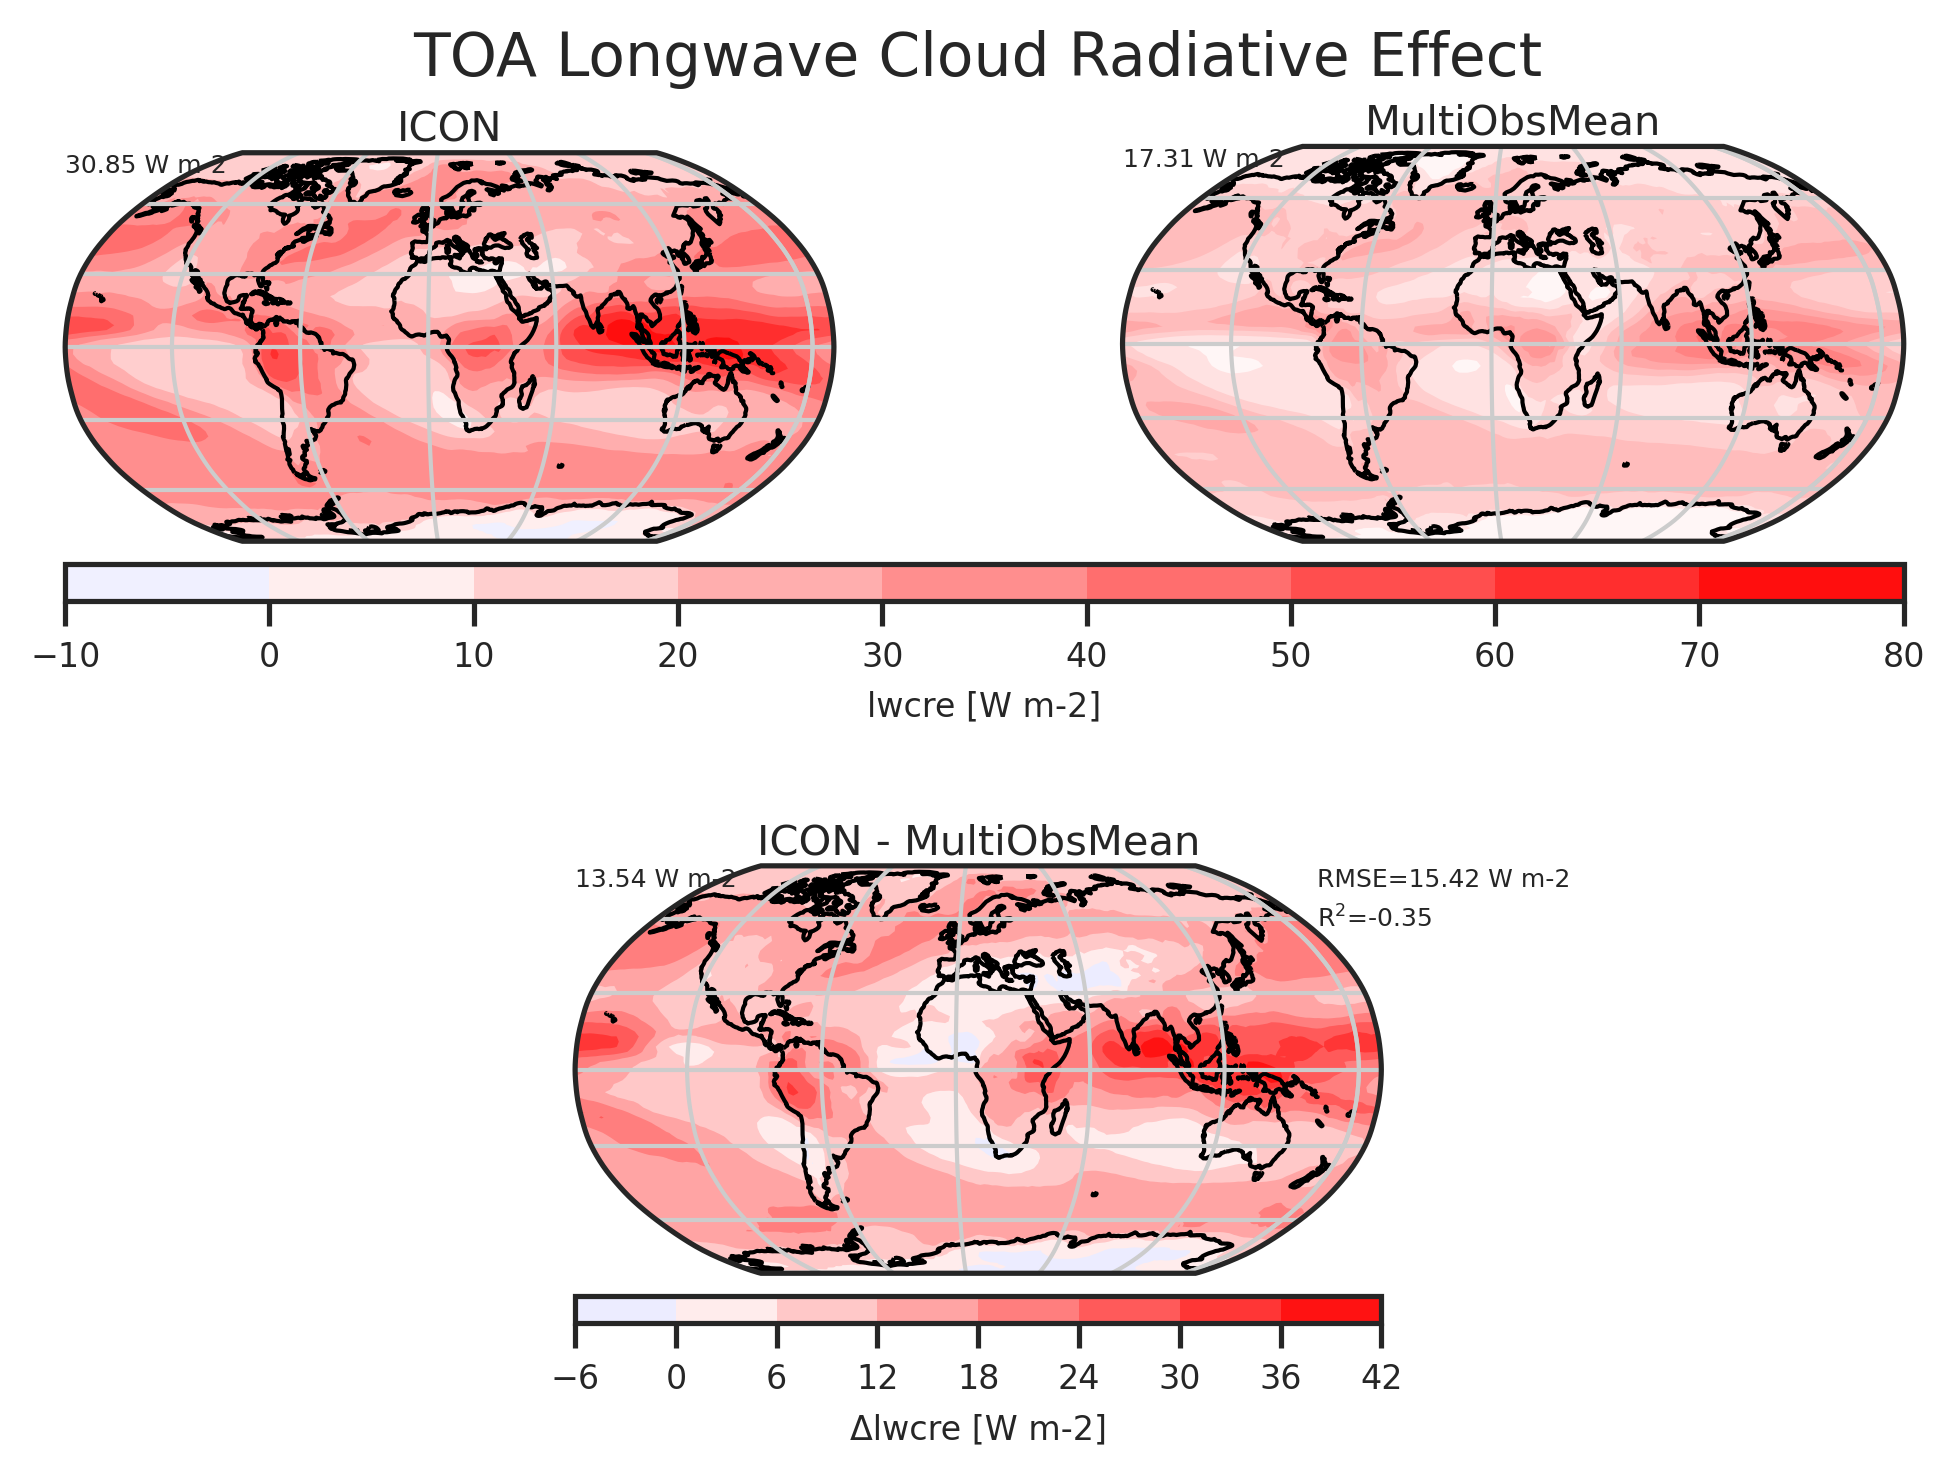 TOA Longwave Cloud Radiative Effect
ICON
MultiObsMean
30.85 W m-2
17.31 W m-2
−10 0 10 20 30 40 50 60 70 80
lwcre [W m-2]
ICON - MultiObsMean
13.54 W m-2
RMSE=15.42 W m-2
R²=-0.35
−6 0 6 12 18 24 30 36 42
Δlwcre [W m-2]